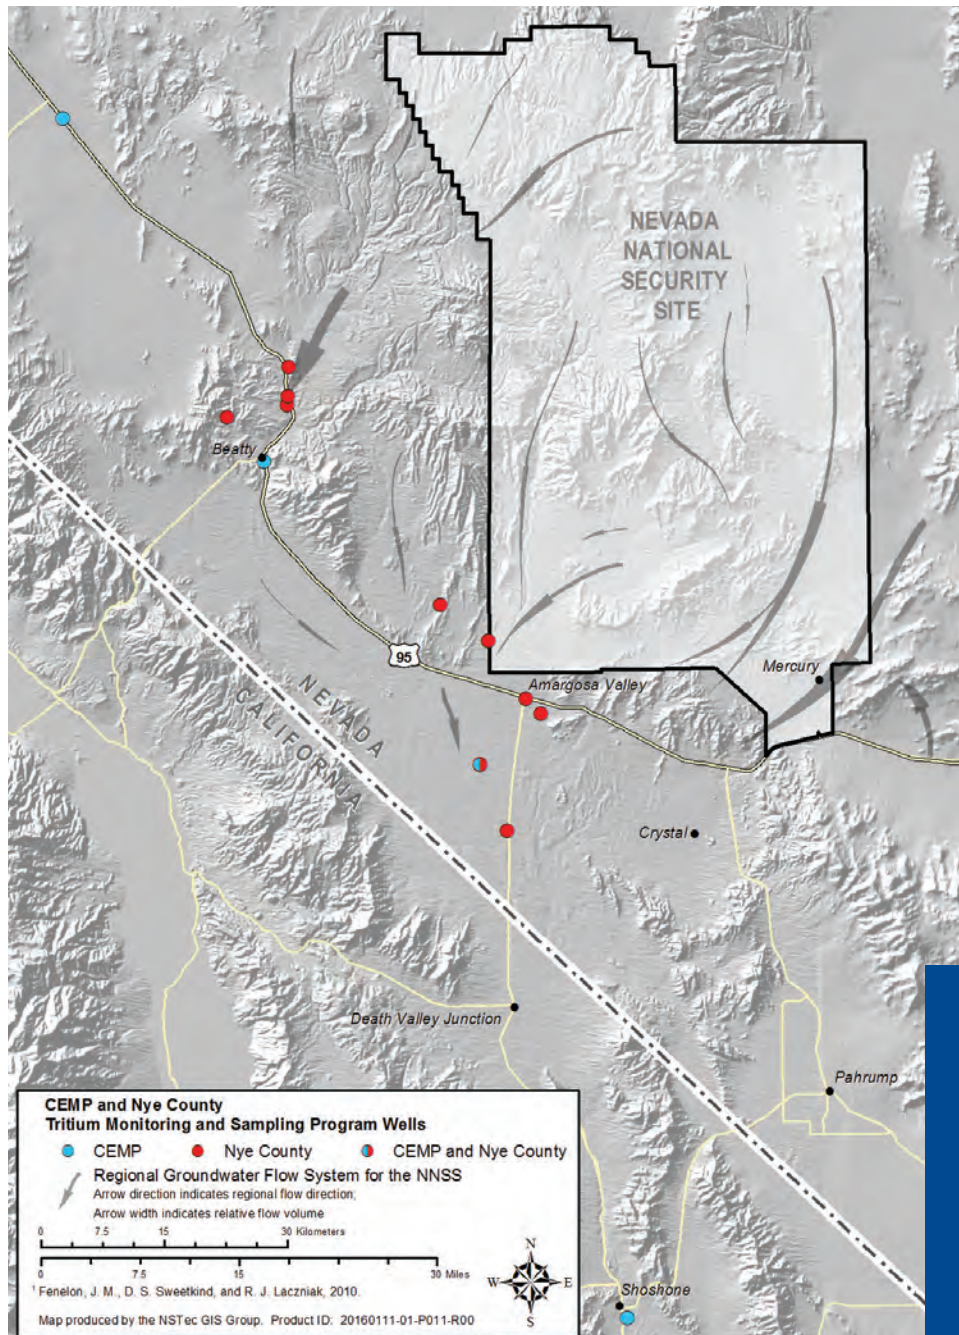 NEVADA
NATIONAL
SECURITY
SITE
Beatty
95
Mercury
Amargosa Valley
NEVADA
CALIFORNIA
Crystal
Death Valley Junction
Pahrump
CEMP and Nye County
Tritium Monitoring and Sampling Program Wells
CEMP Nye County CEMP and Nye County
Regional Groundwater Flow System for the NNSS
Arrow direction indicates regional flow direction;
Arrow width indicates relative flow volume
0 7.5 15 30 Kilometers
0 7.5 15 30 Miles
N
W E
S
1 Fenelon, J. M., D. S. Sweetkind, and R. J. Laczniak, 2010.
Map produced by the NSTec GIS Group. Product ID: 20160111-01-P011-R00
Shoshone